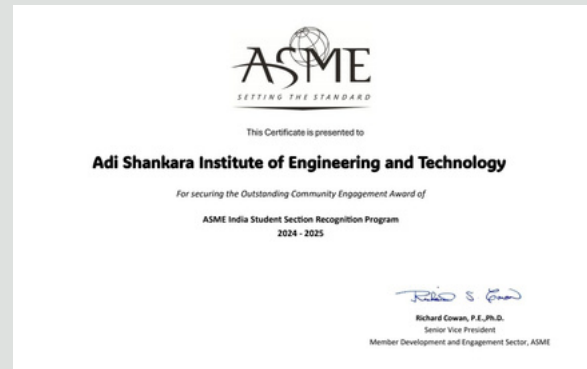 ASME
SETTING THE STANDARD
This Certificate is presented to
Adi Shankara Institute of Engineering and Technology
For securing the Outstanding Community Engagement Award of
ASME India Student Section Recognition Program
2024 - 2025
Richard S Cowan
Richard Cowan, P.E.,Ph.D.
Senior Vice President
Member Development and Engagement Sector, ASME